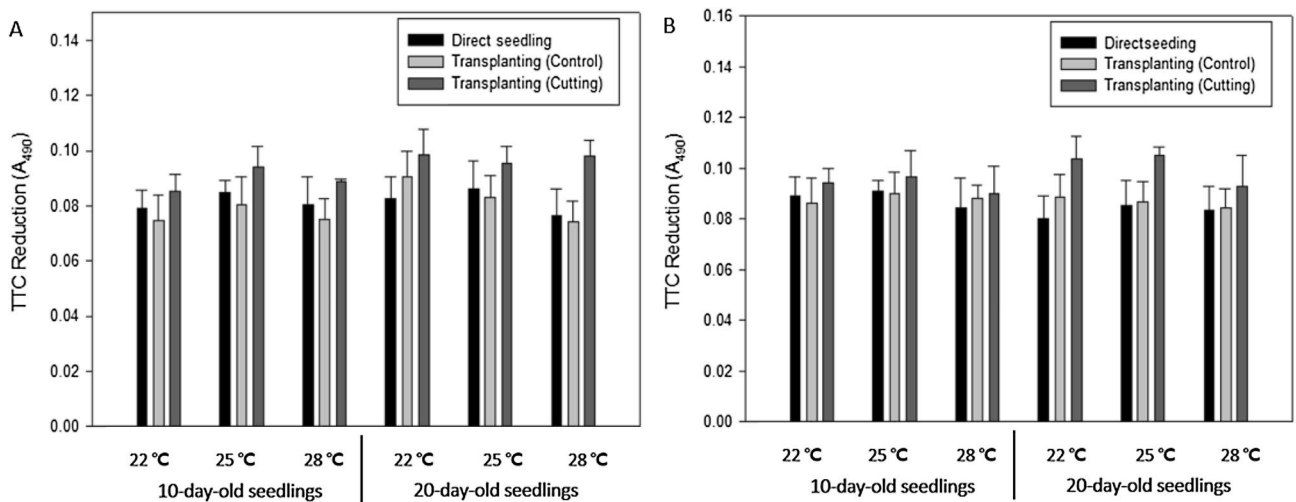 A
0.14
0.12
0.10
0.08
0.06
0.04
0.02
0.00
TTC Reduction (A490)
Direct seedling
Transplanting (Control)
Transplanting (Cutting)
22 ℃ 25 ℃ 28 ℃ 22 ℃ 25 ℃ 28 ℃
10-day-old seedlings 20-day-old seedlings
B
0.16
0.14
0.12
0.10
0.08
0.06
0.04
0.02
0.00
TTC Reduction (A490)
Directseeding
Transplanting (Control)
Transplanting (Cutting)
22 ℃ 25 ℃ 28 ℃ 22 ℃ 25 ℃ 28 ℃
10-day-old seedlings 20-day-old seedlings